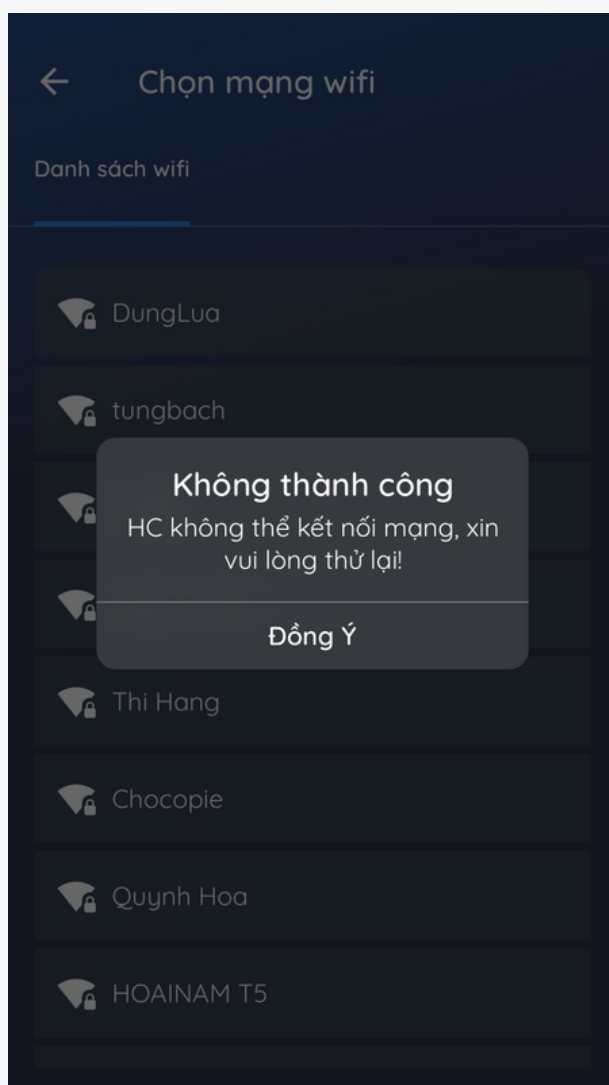 Chọn mạng wifi
Danh sách wifi
DungLua
tungbach
Không thành công
HC không thể kết nối mạng, xin
vui lòng thử lại!
Đồng Ý
Thi Hang
Chocopie
Quynh Hoa
HOAINAM T5